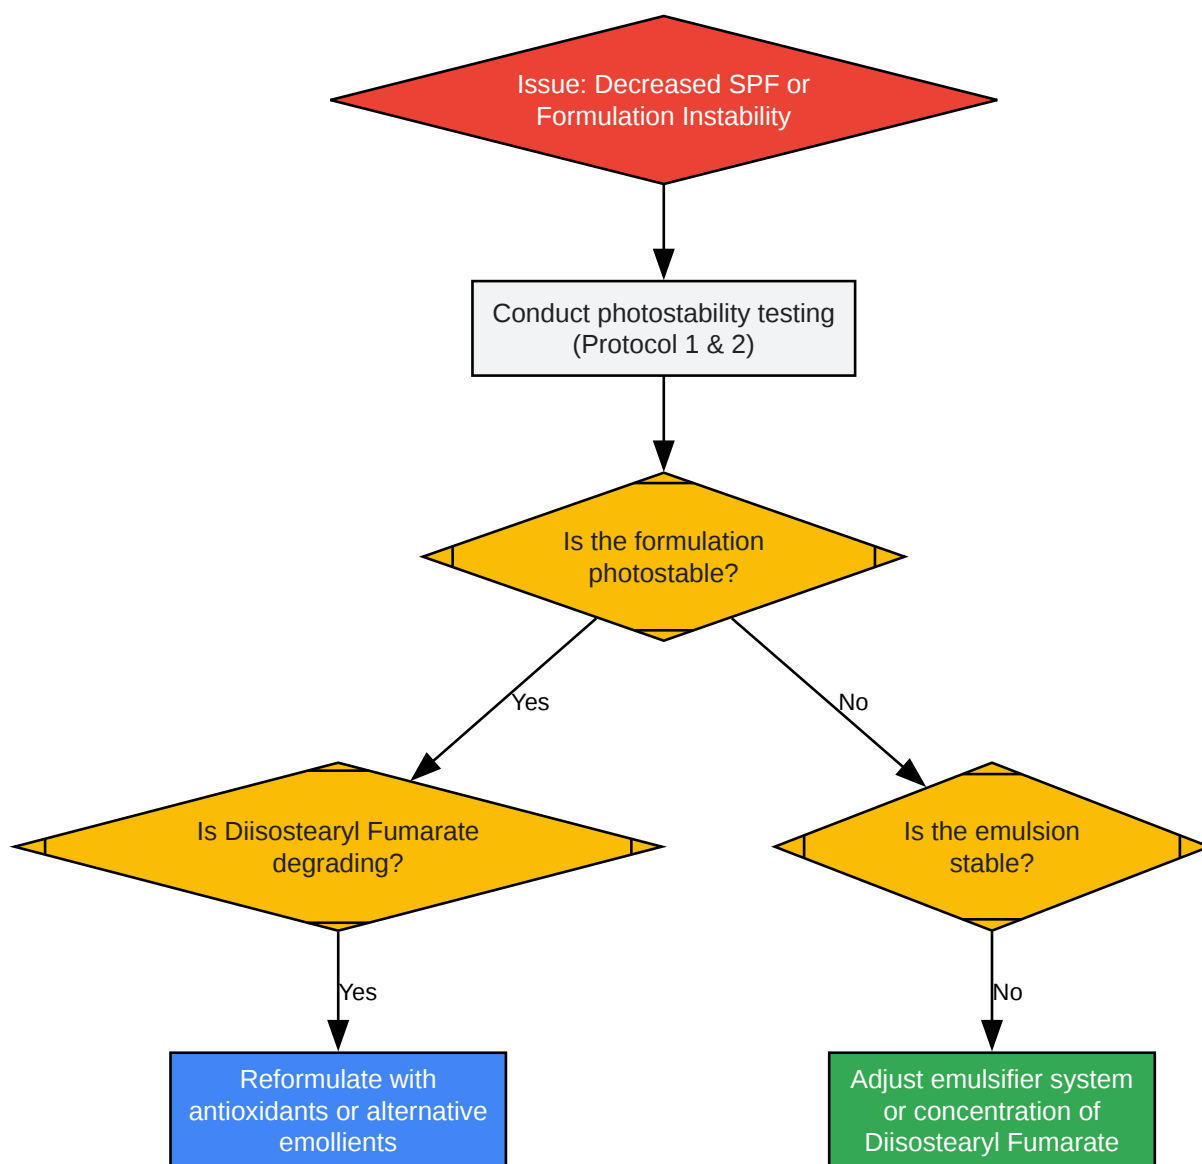 Issue: Decreased SPF or
Formulation Instability
Conduct photostability testing
(Protocol 1 & 2)
Is the formulation
photostable?
Yes
No
Is Diisostearyl Fumarate
degrading?
Is the emulsion
stable?
Yes
No
Reformulate with
antioxidants or alternative
emollients
Adjust emulsifier system
or concentration of
Diisostearyl Fumarate